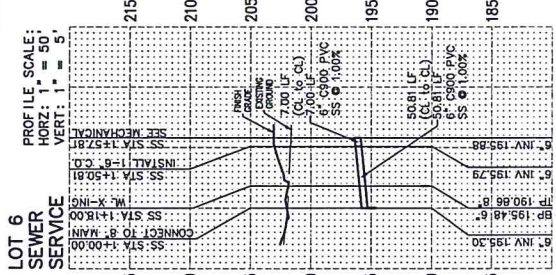 LOT 6
SEWER
SERVICE
PROFILE SCALE:
HORZ: 1" = 50'
VERT: 1" = 5'
215
210
205
200
195
190
185
SS STA 1+00.00
CONNECT TO 8" MAIN
SS STA 1+18.00
WL X-ING
SS STA 1+50.81
INSTALL 1-6" C.O.
SS STA 1+57.81
SEE MECHANICAL
FINISH
GRADE
EXISTING
GROUND
7.00 LF
(CL to CL)
7.00 LF
6" C900 PVC
SS @ 1.00%
50.81 LF
(CL to CL)
50.81 LF
6" C900 PVC
SS @ 1.00%
6" INV 195.30
BP 195.48 6"
TP 190.86 8"
6" INV 195.79
6" INV 195.88